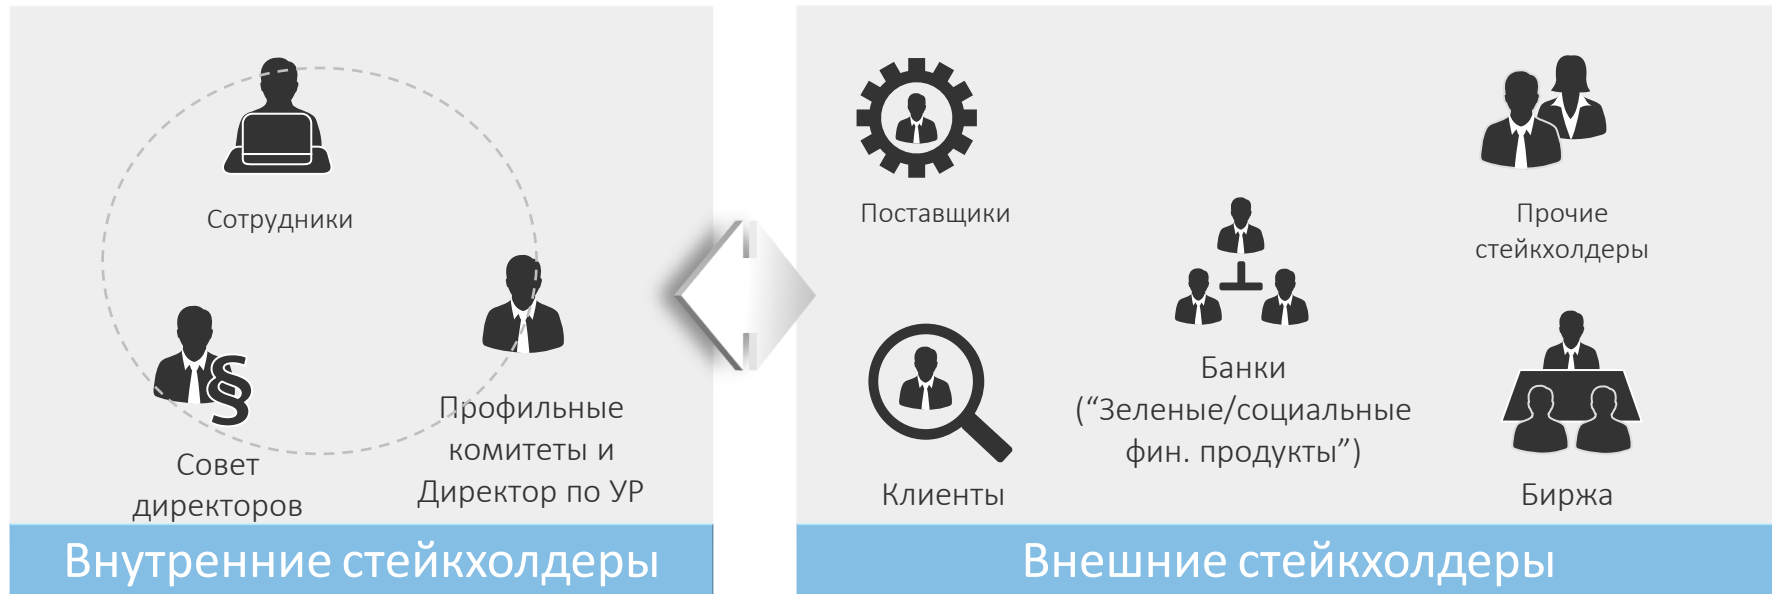 Сотрудники
Совет
директоров
Профильные
комитеты и
Директор по УР
Внутренние стейкхолдеры
Поставщики
Прочие
стейкхолдеры
Банки
(“Зеленые/социальные
фин. продукты”)
Клиенты
Биржа
Внешние стейкхолдеры